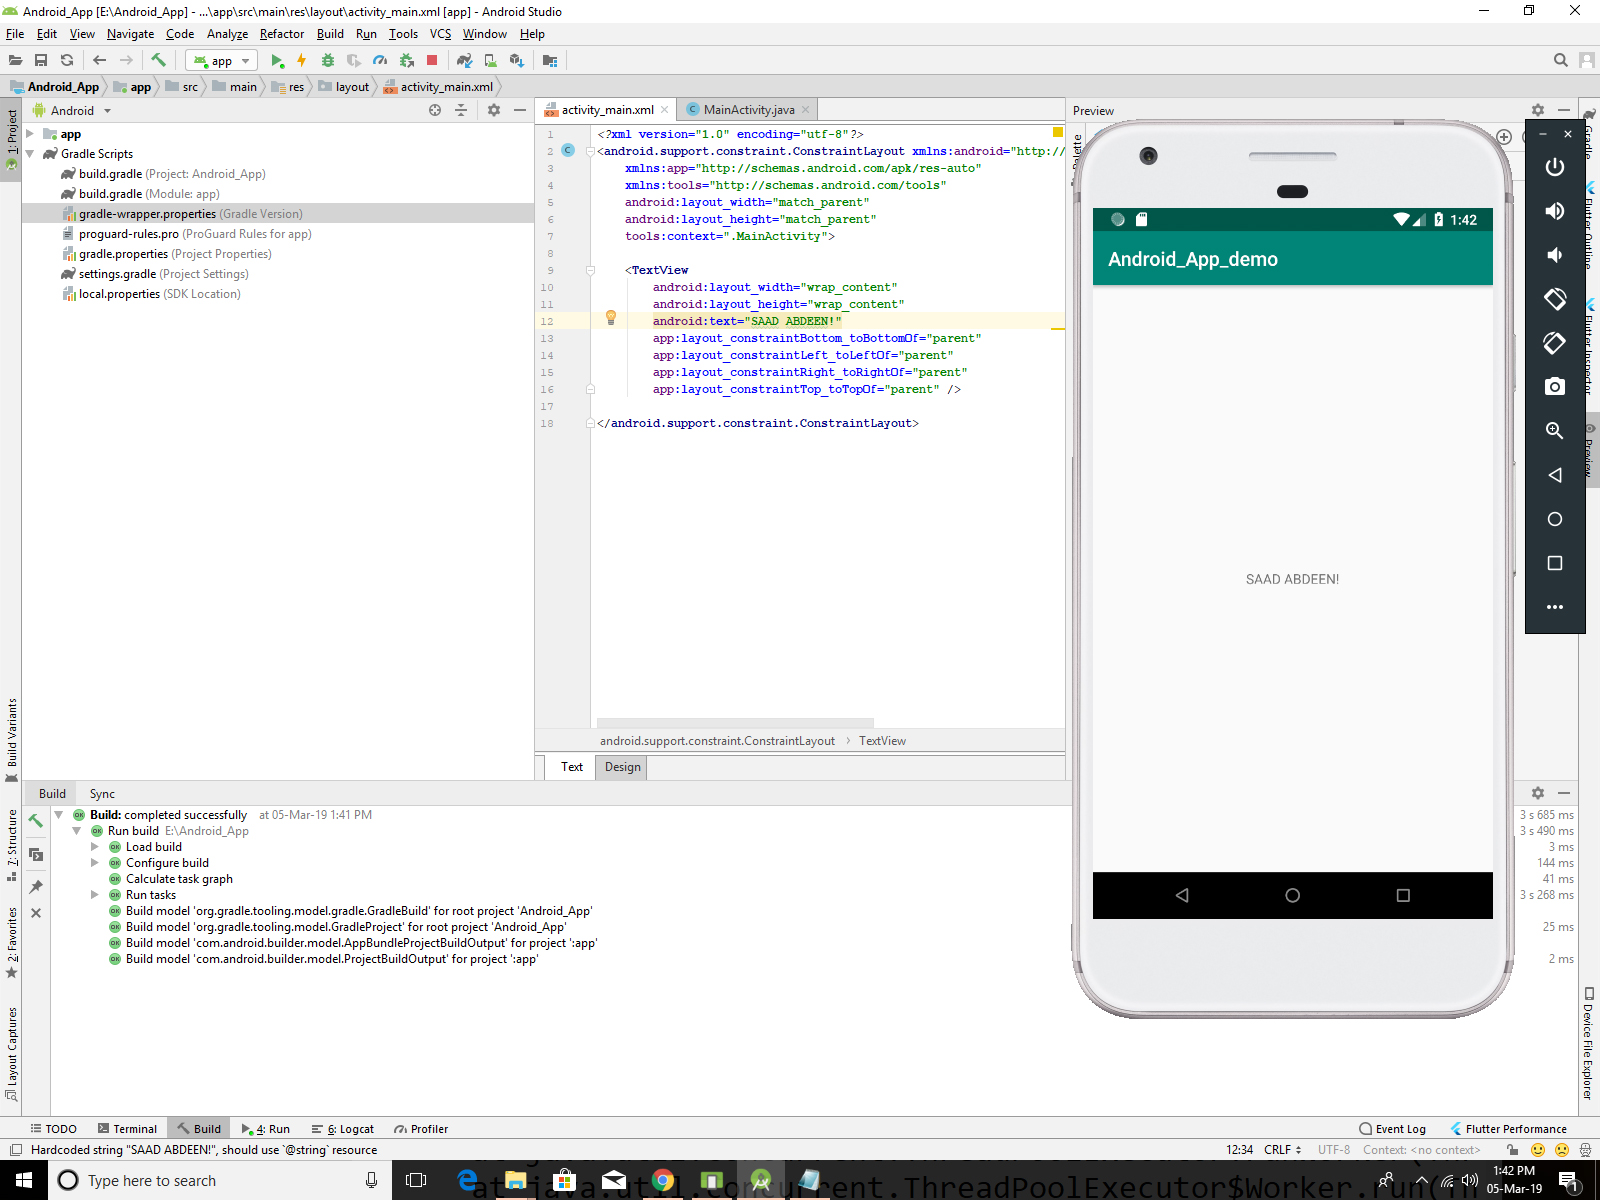 Android_App [E:\Android_App] - ...\app\src\main\res\layout\activity_main.xml [app] - Android Studio
File Edit View Navigate Code Analyze Refactor Build Run Tools VCS Window Help
app
Android_App app src main res layout activity_main.xml
1: Project
Android
app
Gradle Scripts
build.gradle (Project: Android_App)
build.gradle (Module: app)
gradle-wrapper.properties (Gradle Version)
proguard-rules.pro (ProGuard Rules for app)
gradle.properties (Project Properties)
settings.gradle (Project Settings)
local.properties (SDK Location)
activity_main.xml MainActivity.java
1 <?xml version="1.0" encoding="utf-8"?>
2 <android.support.constraint.ConstraintLayout xmlns:android="http://
3 xmlns:app="http://schemas.android.com/apk/res-auto"
4 xmlns:tools="http://schemas.android.com/tools"
5 android:layout_width="match_parent"
6 android:layout_height="match_parent"
7 tools:context=".MainActivity">
8
9 <TextView
10 android:layout_width="wrap_content"
11 android:layout_height="wrap_content"
12 android:text="SAAD ABDEEN!"
13 app:layout_constraintBottom_toBottomOf="parent"
14 app:layout_constraintLeft_toLeftOf="parent"
15 app:layout_constraintRight_toRightOf="parent"
16 app:layout_constraintTop_toTopOf="parent" />
17
18 </android.support.constraint.ConstraintLayout>
android.support.constraint.ConstraintLayout › TextView
Text Design
Preview
Palette
1:42
Android_App_demo
SAAD ABDEEN!
Gradle
Flutter Outline
Flutter Inspector
Preview
Device File Explorer
Build Variants
7: Structure
2: Favorites
Layout Captures
Build Sync
Build: completed successfully at 05-Mar-19 1:41 PM 3 s 685 ms
Run build E:\Android_App 3 s 490 ms
Load build 3 ms
Configure build 144 ms
Calculate task graph 41 ms
Run tasks 3 s 268 ms
Build model 'org.gradle.tooling.model.gradle.GradleBuild' for root project 'Android_App'
Build model 'org.gradle.tooling.model.GradleProject' for root project 'Android_App' 25 ms
Build model 'com.android.builder.model.AppBundleProjectBuildOutput' for project ':app'
Build model 'com.android.builder.model.ProjectBuildOutput' for project ':app' 2 ms
TODO Terminal Build 4: Run 6: Logcat Profiler Event Log Flutter Performance
Hardcoded string "SAAD ABDEEN!", should use `@string` resource 12:34 CRLF UTF-8 Context: <no context>
Type here to search
at java.util.concurrent.ThreadPoolExecutor$Worker.run(
1:42 PM
05-Mar-19
1